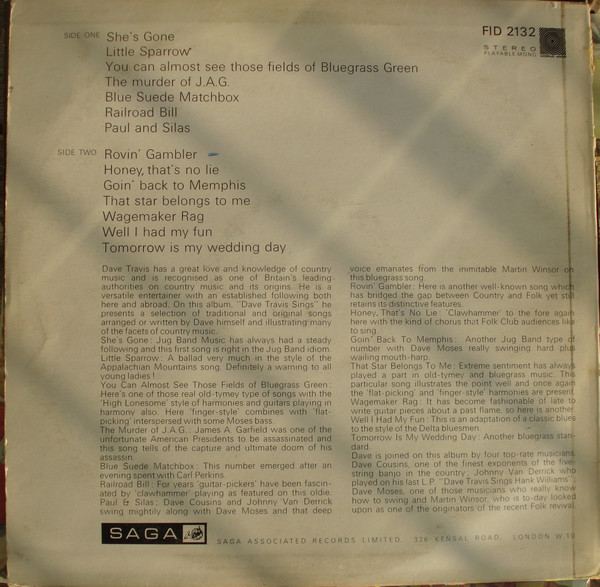 SIDE ONE She's Gone
Little Sparrow
You can almost see those fields of Bluegrass Green
The murder of J.A.G.
Blue Suede Matchbox
Railroad Bill
Paul and Silas
FID 2132
STEREO
PLAYABLE MONO
SIDE TWO Rovin' Gambler
Honey, that's no lie
Goin' back to Memphis
That star belongs to me
Wagemaker Rag
Well I had my fun
Tomorrow is my wedding day
Dave Travis has a great love and knowledge of country
music and is recognised as one of Britain's leading
authorities on country music and its origins. He is a
versatile entertainer with an established following both
here and abroad. On this album, "Dave Travis Sings" he
presents a selection of traditional and original songs
arranged or written by Dave himself and illustrating many
of the facets of country music.
She's Gone: Jug Band Music has always had a steady
following and this first song is right in the Jug Band idiom.
Little Sparrow: A ballad very much in the style of the
Appalachian Mountains song. Definitely a warning to all
young ladies!
You Can Almost See Those Fields of Bluegrass Green:
Here's one of those real old-tymey type of songs with the
'High Lonesome' style of harmonies and guitars playing in
harmony also. Here 'finger-style' combines with 'flat-
picking' interspersed with some Moses bass.
The Murder of J.A.G.: James A. Garfield was one of the
unfortunate American Presidents to be assassinated and
this song tells of the capture and ultimate doom of his
assassin.
Blue Suede Matchbox: This number emerged after an
evening spent with Carl Perkins.
Railroad Bill: For years 'guitar-pickers' have been fascin-
ated by 'clawhammer' playing as featured on this oldie.
Paul & Silas: Dave Cousins and Johnny Van Derrick
swing mightily along with Dave Moses and that deep
voice emanates from the inimitable Martin Winsor on
this bluegrass song.
Rovin' Gambler: Here is another well-known song which
has bridged the gap between Country and Folk yet still
retains its distinctive features.
Honey, That's No Lie: 'Clawhammer' to the fore again
here with the kind of chorus that Folk Club audiences like
to sing.
Goin' Back To Memphis: Another Jug Band type of
number with Dave Moses really swinging hard plus
wailing mouth-harp.
That Star Belongs To Me: Extreme sentiment has always
played a part in old-tymey and bluegrass music. This
particular song illustrates the point well and once again
the 'flat-picking' and 'finger-style' harmonies are present.
Wagemaker Rag: It has become fashionable of late to
write guitar pieces about a past flame, so here is another.
Well I Had My Fun: This is an adaptation of a classic blues
to the style of the Delta bluesmen.
Tomorrow Is My Wedding Day: Another bluegrass stan-
dard.
Dave is joined on this album by four top-rate musicians.
Dave Cousins, one of the finest exponents of the five-
string banjo in the country; Johnny Van Derrick who
played on his last L.P. "Dave Travis Sings Hank Williams";
Dave Moses, one of those musicians who really know
how to swing and Martin Winsor, who is to-day looked
upon as one of the originators of the recent Folk revival.
SAGA
SAGA ASSOCIATED RECORDS LIMITED, 326 KENSAL ROAD, LONDON W.10